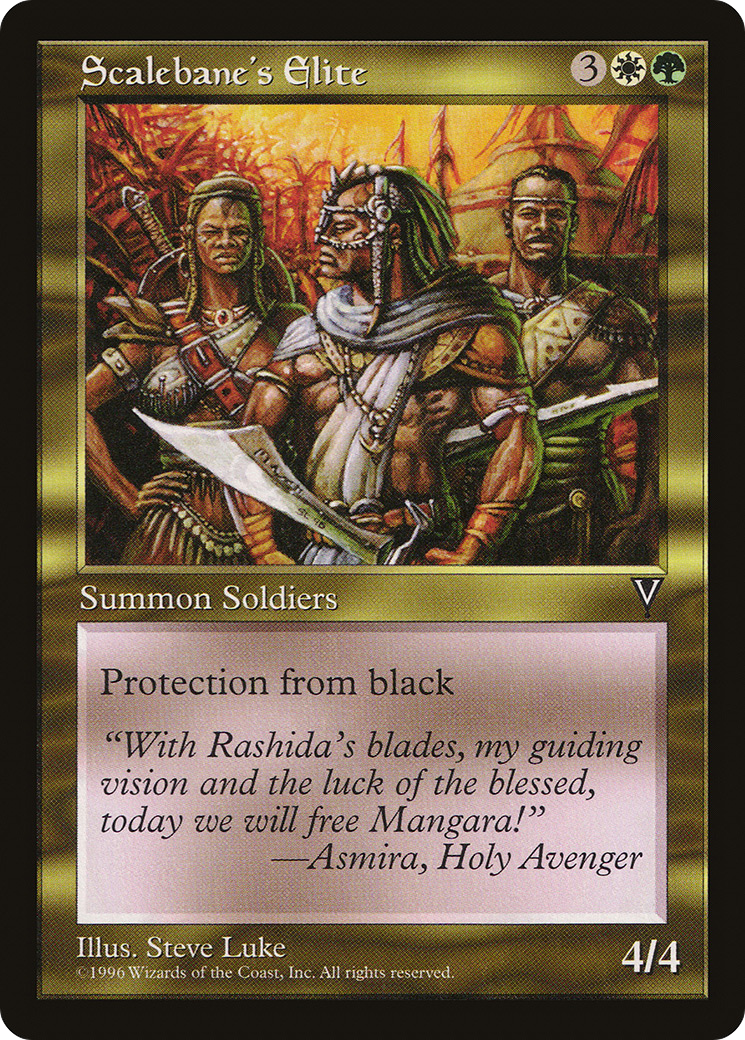 Scalebane's Elite 3
Summon Soldiers
Protection from black
“With Rashida's blades, my guiding
vision and the luck of the blessed,
today we will free Mangara!”
—Asmira, Holy Avenger
Illus. Steve Luke
©1996 Wizards of the Coast, Inc. All rights reserved.
4/4